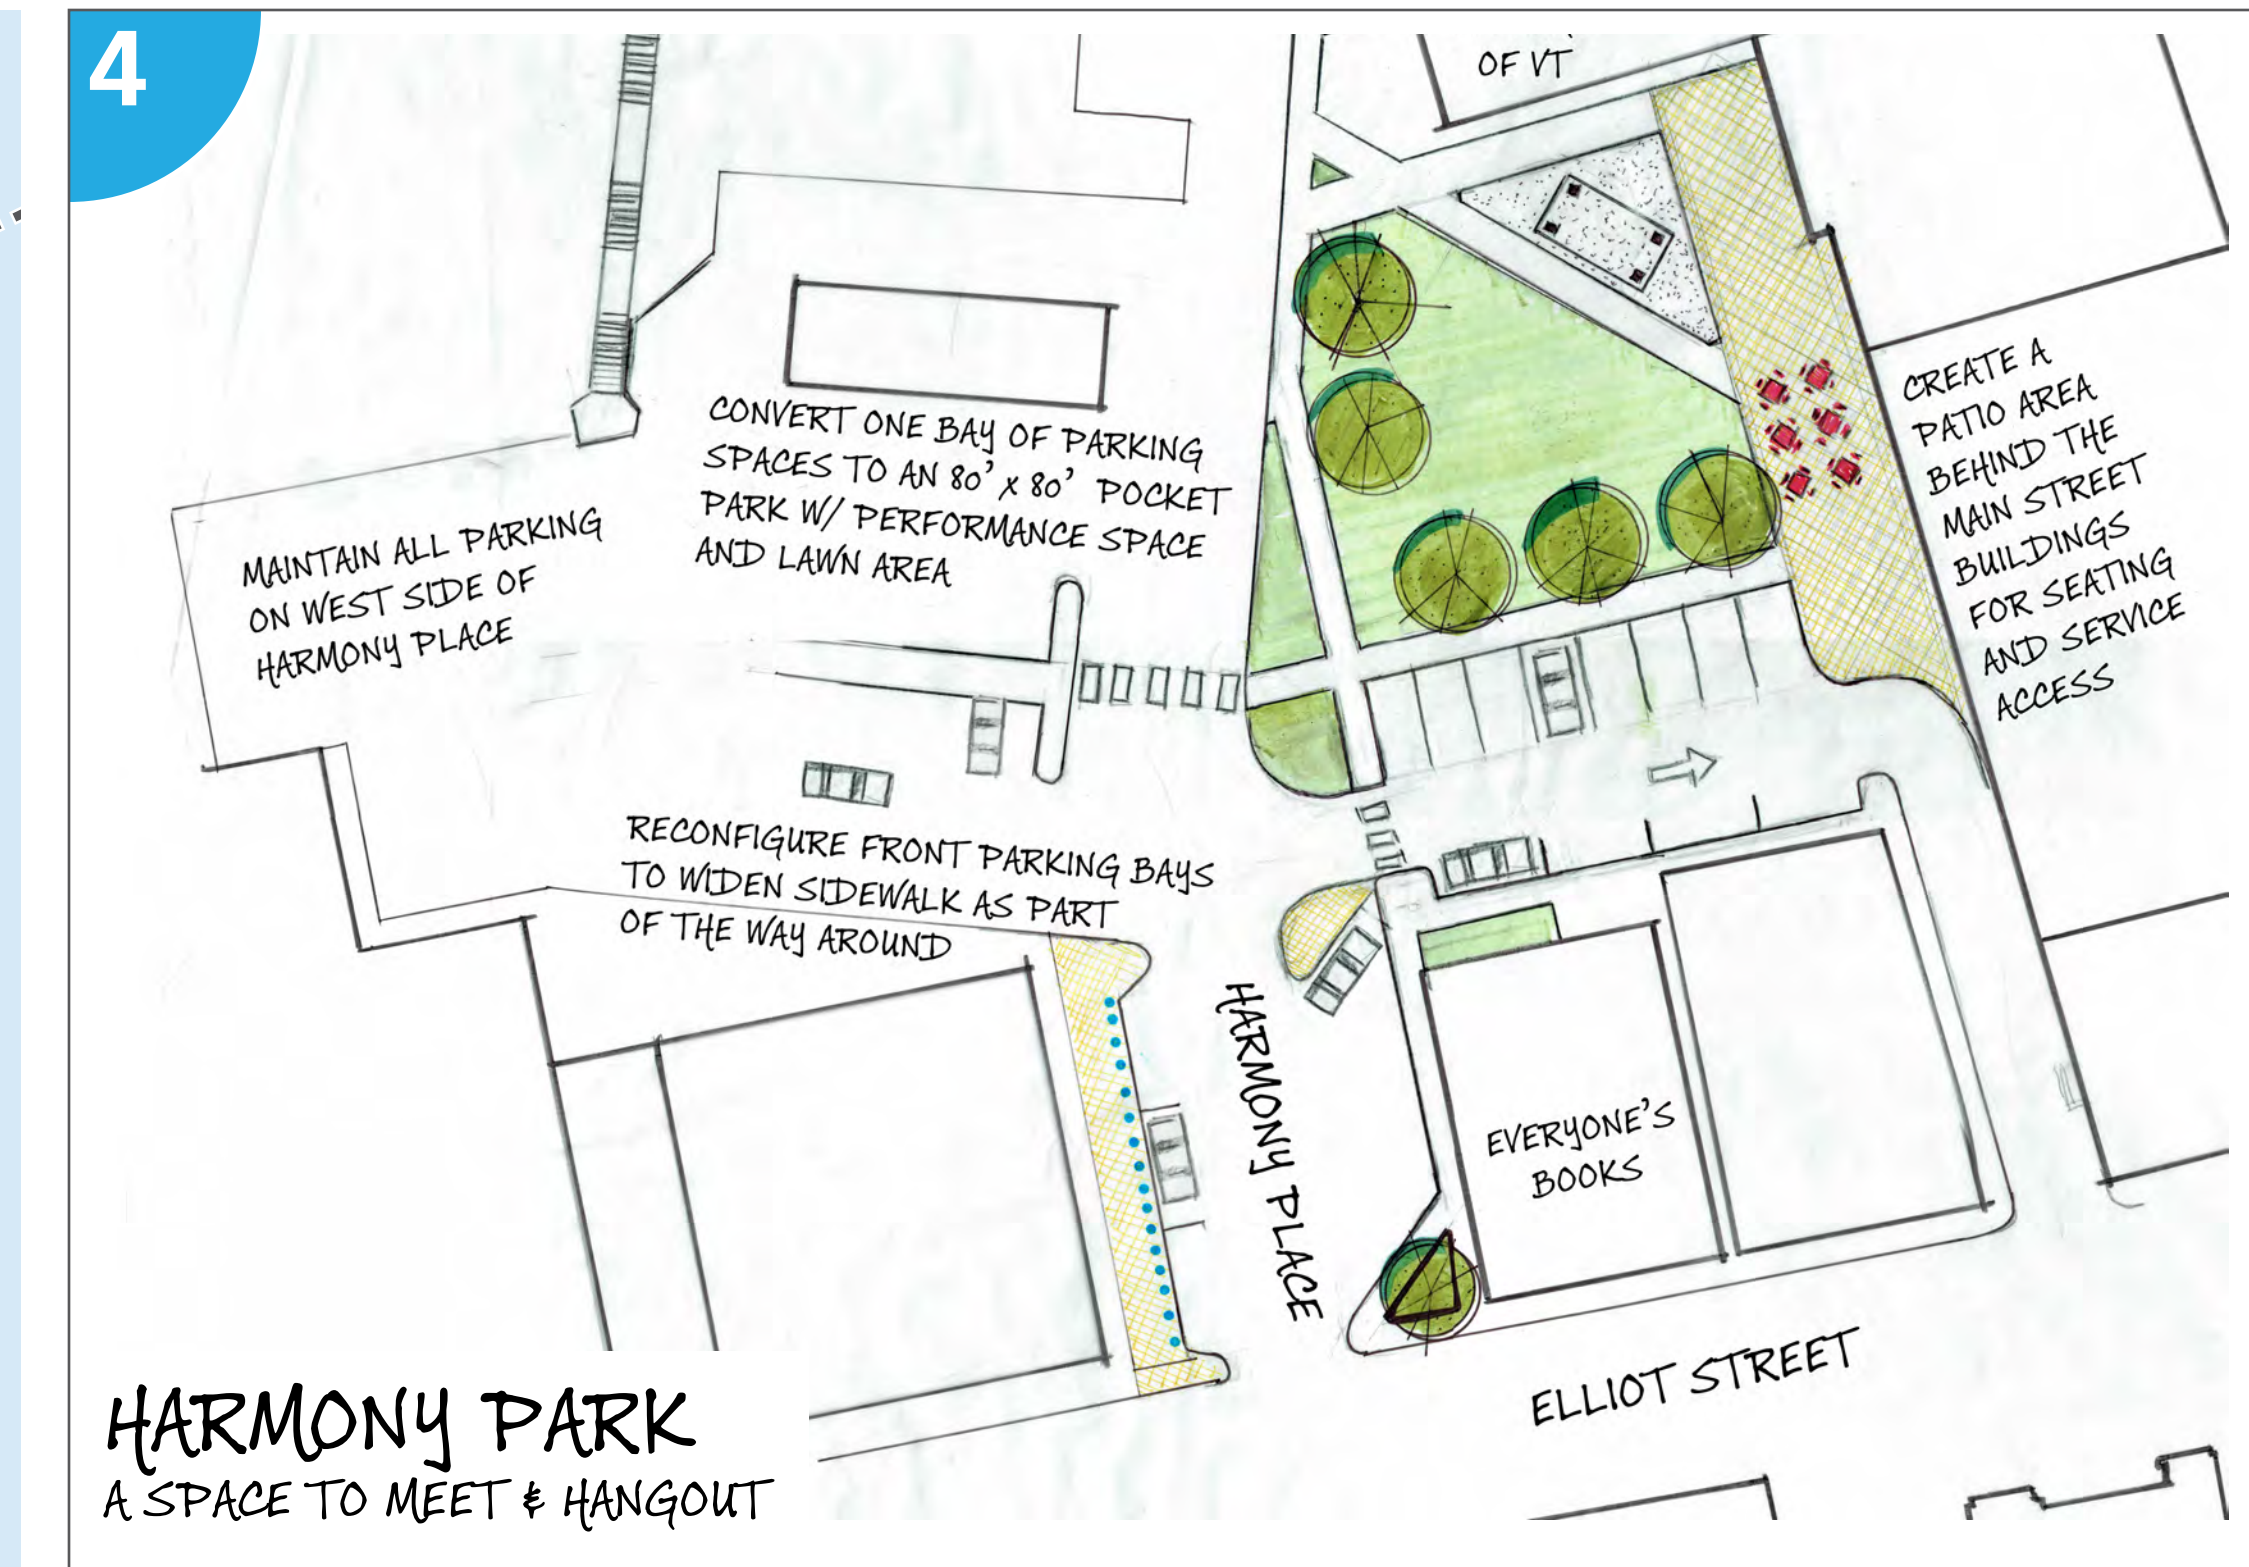 4
OF VT
CREATE A
PATIO AREA
BEHIND THE
MAIN STREET
BUILDINGS
FOR SEATING
AND SERVICE
ACCESS
CONVERT ONE BAY OF PARKING
SPACES TO AN 80' x 80' POCKET
PARK W/ PERFORMANCE SPACE
AND LAWN AREA
MAINTAIN ALL PARKING
ON WEST SIDE OF
HARMONY PLACE
RECONFIGURE FRONT PARKING BAYS
TO WIDEN SIDEWALK AS PART
OF THE WAY AROUND
HARMONY PLACE
EVERYONE'S
BOOKS
ELLIOT STREET
HARMONY PARK
A SPACE TO MEET & HANGOUT